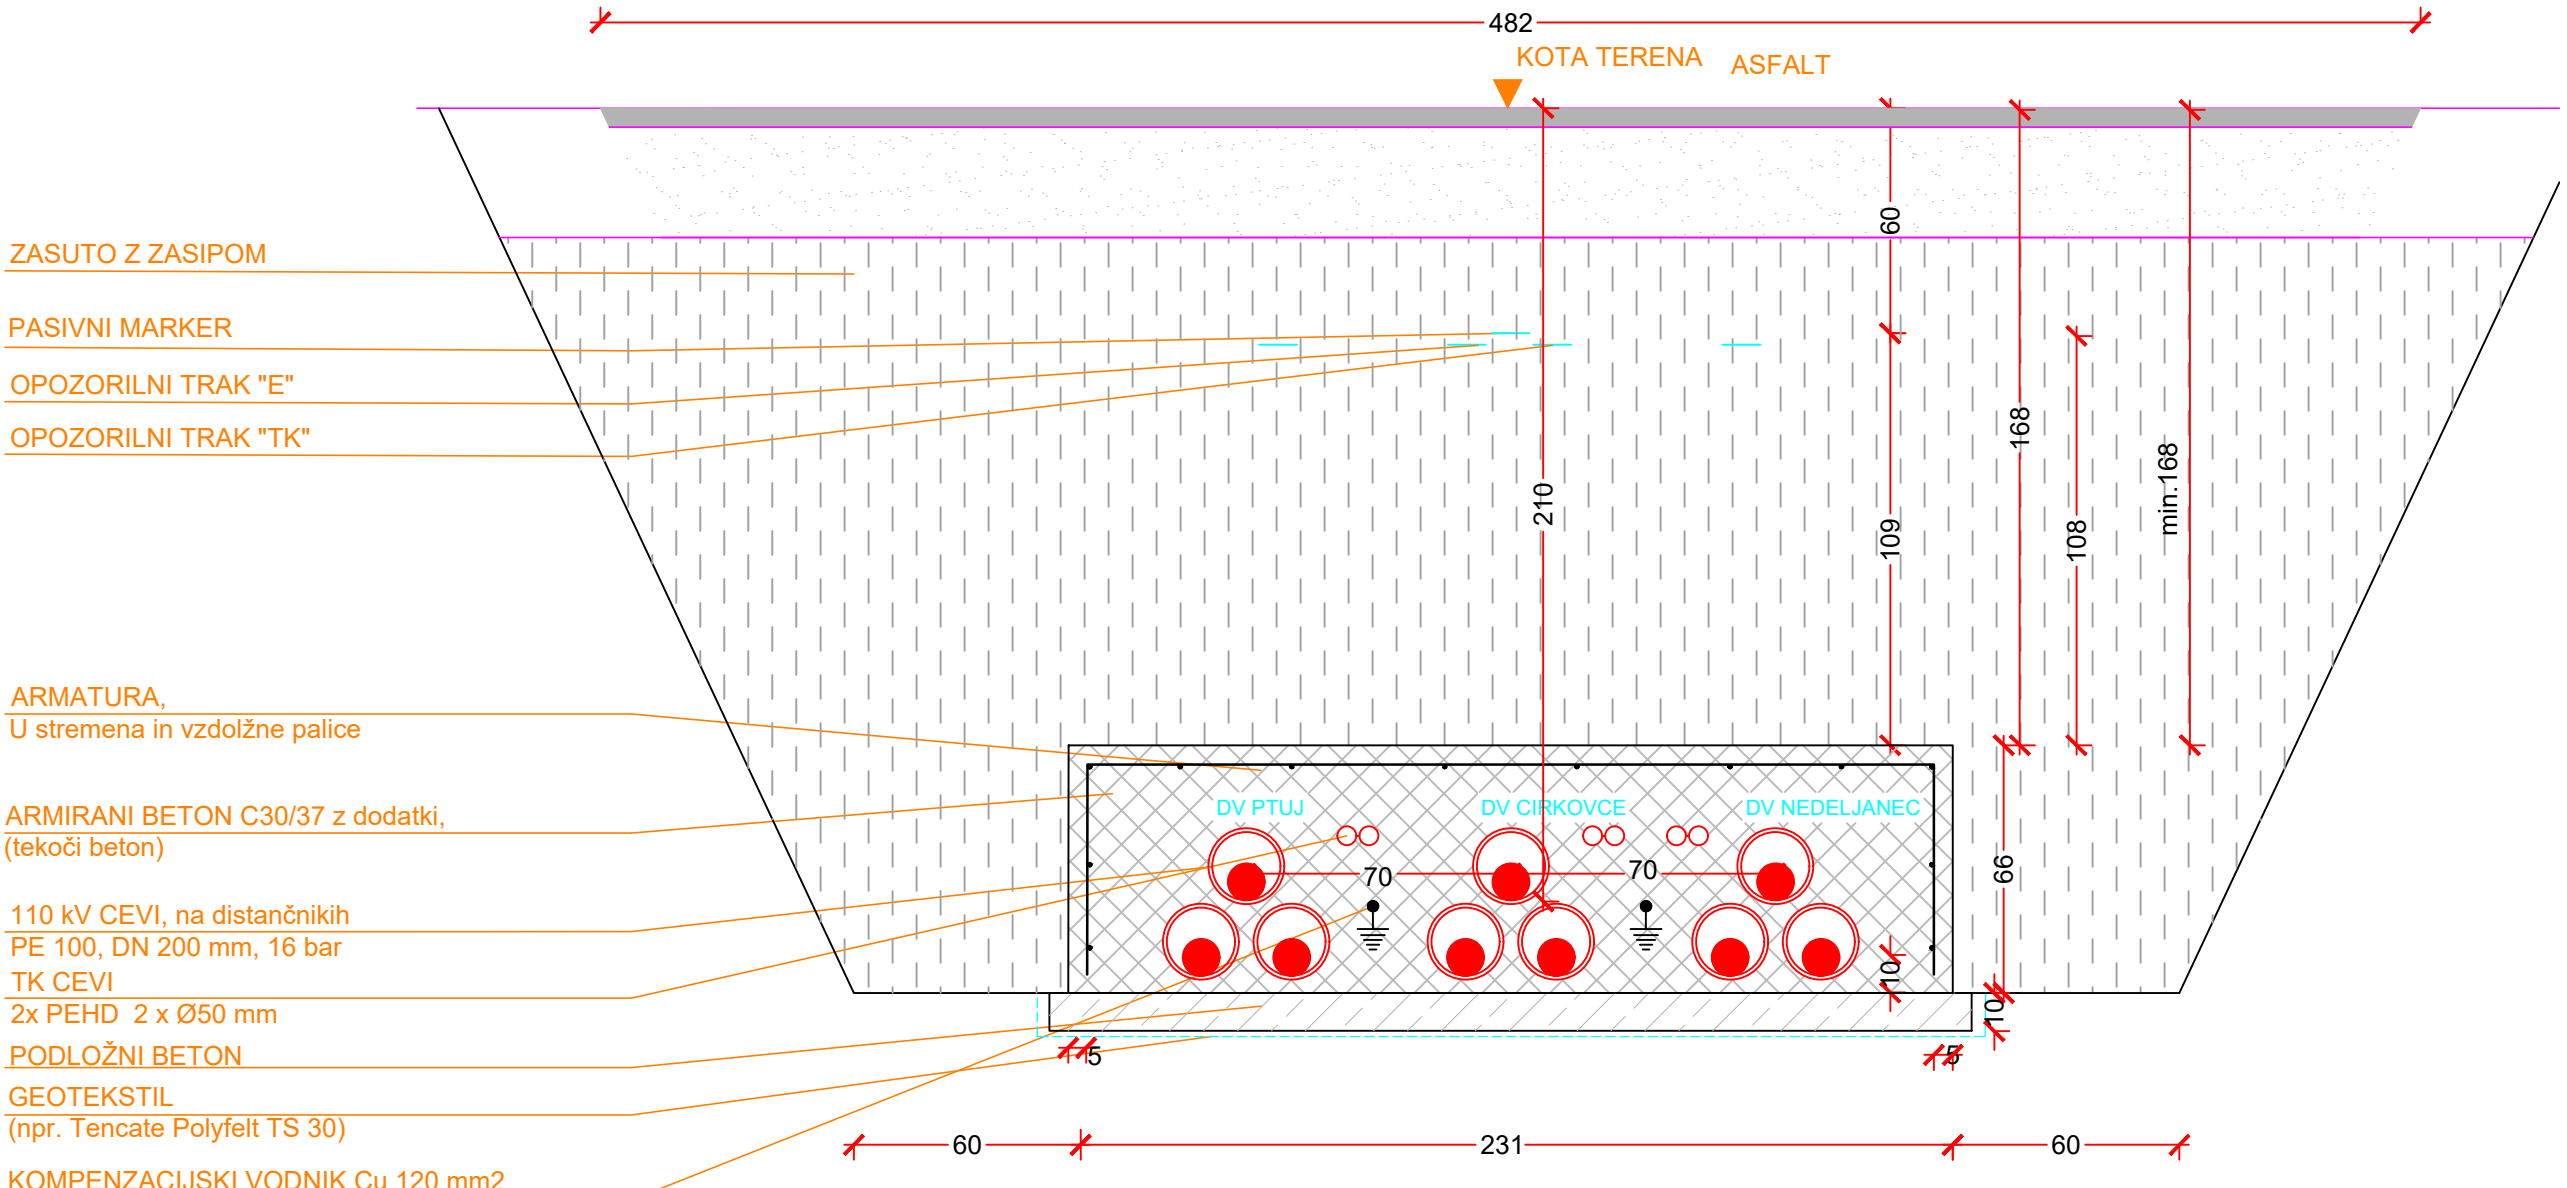 482
KOTA TERENA
ASFALT
ZASUTO Z ZASIPOM
PASIVNI MARKER
OPOZORILNI TRAK "E"
OPOZORILNI TRAK "TK"
60
168
min.168
210
109
108
ARMATURA,
U stremena in vzdolžne palice
ARMIRANI BETON C30/37 z dodatki,
(tekoči beton)
DV PTUJ
DV CIRKOVCE
DV NEDELJANEC
70
70
66
110 kV CEVI, na distančnikih
PE 100, DN 200 mm, 16 bar
TK CEVI
2x PEHD 2 x Ø50 mm
10
10
PODLOŽNI BETON
5
5
GEOTEKSTIL
(npr. Tencate Polyfelt TS 30)
60
231
60
KOMPENZACIJSKI VODNIK Cu 120 mm2